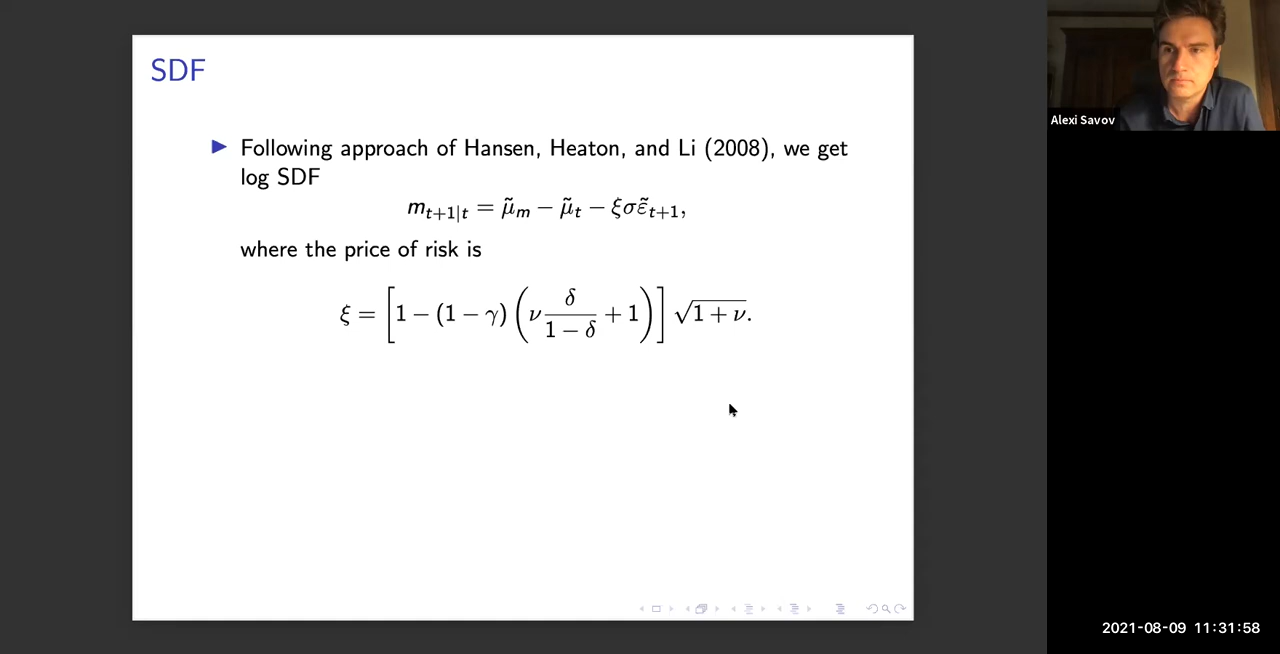 SDF
▶ Following approach of Hansen, Heaton, and Li (2008), we get
log SDF
m_{t+1|t} = μ̃_m − μ̃_t − ξσε̃_{t+1},
where the price of risk is
ξ = [1 − (1 − γ) (ν δ/(1 − δ) + 1)] √(1 + ν).
Alexi Savov
2021-08-09 11:31:58